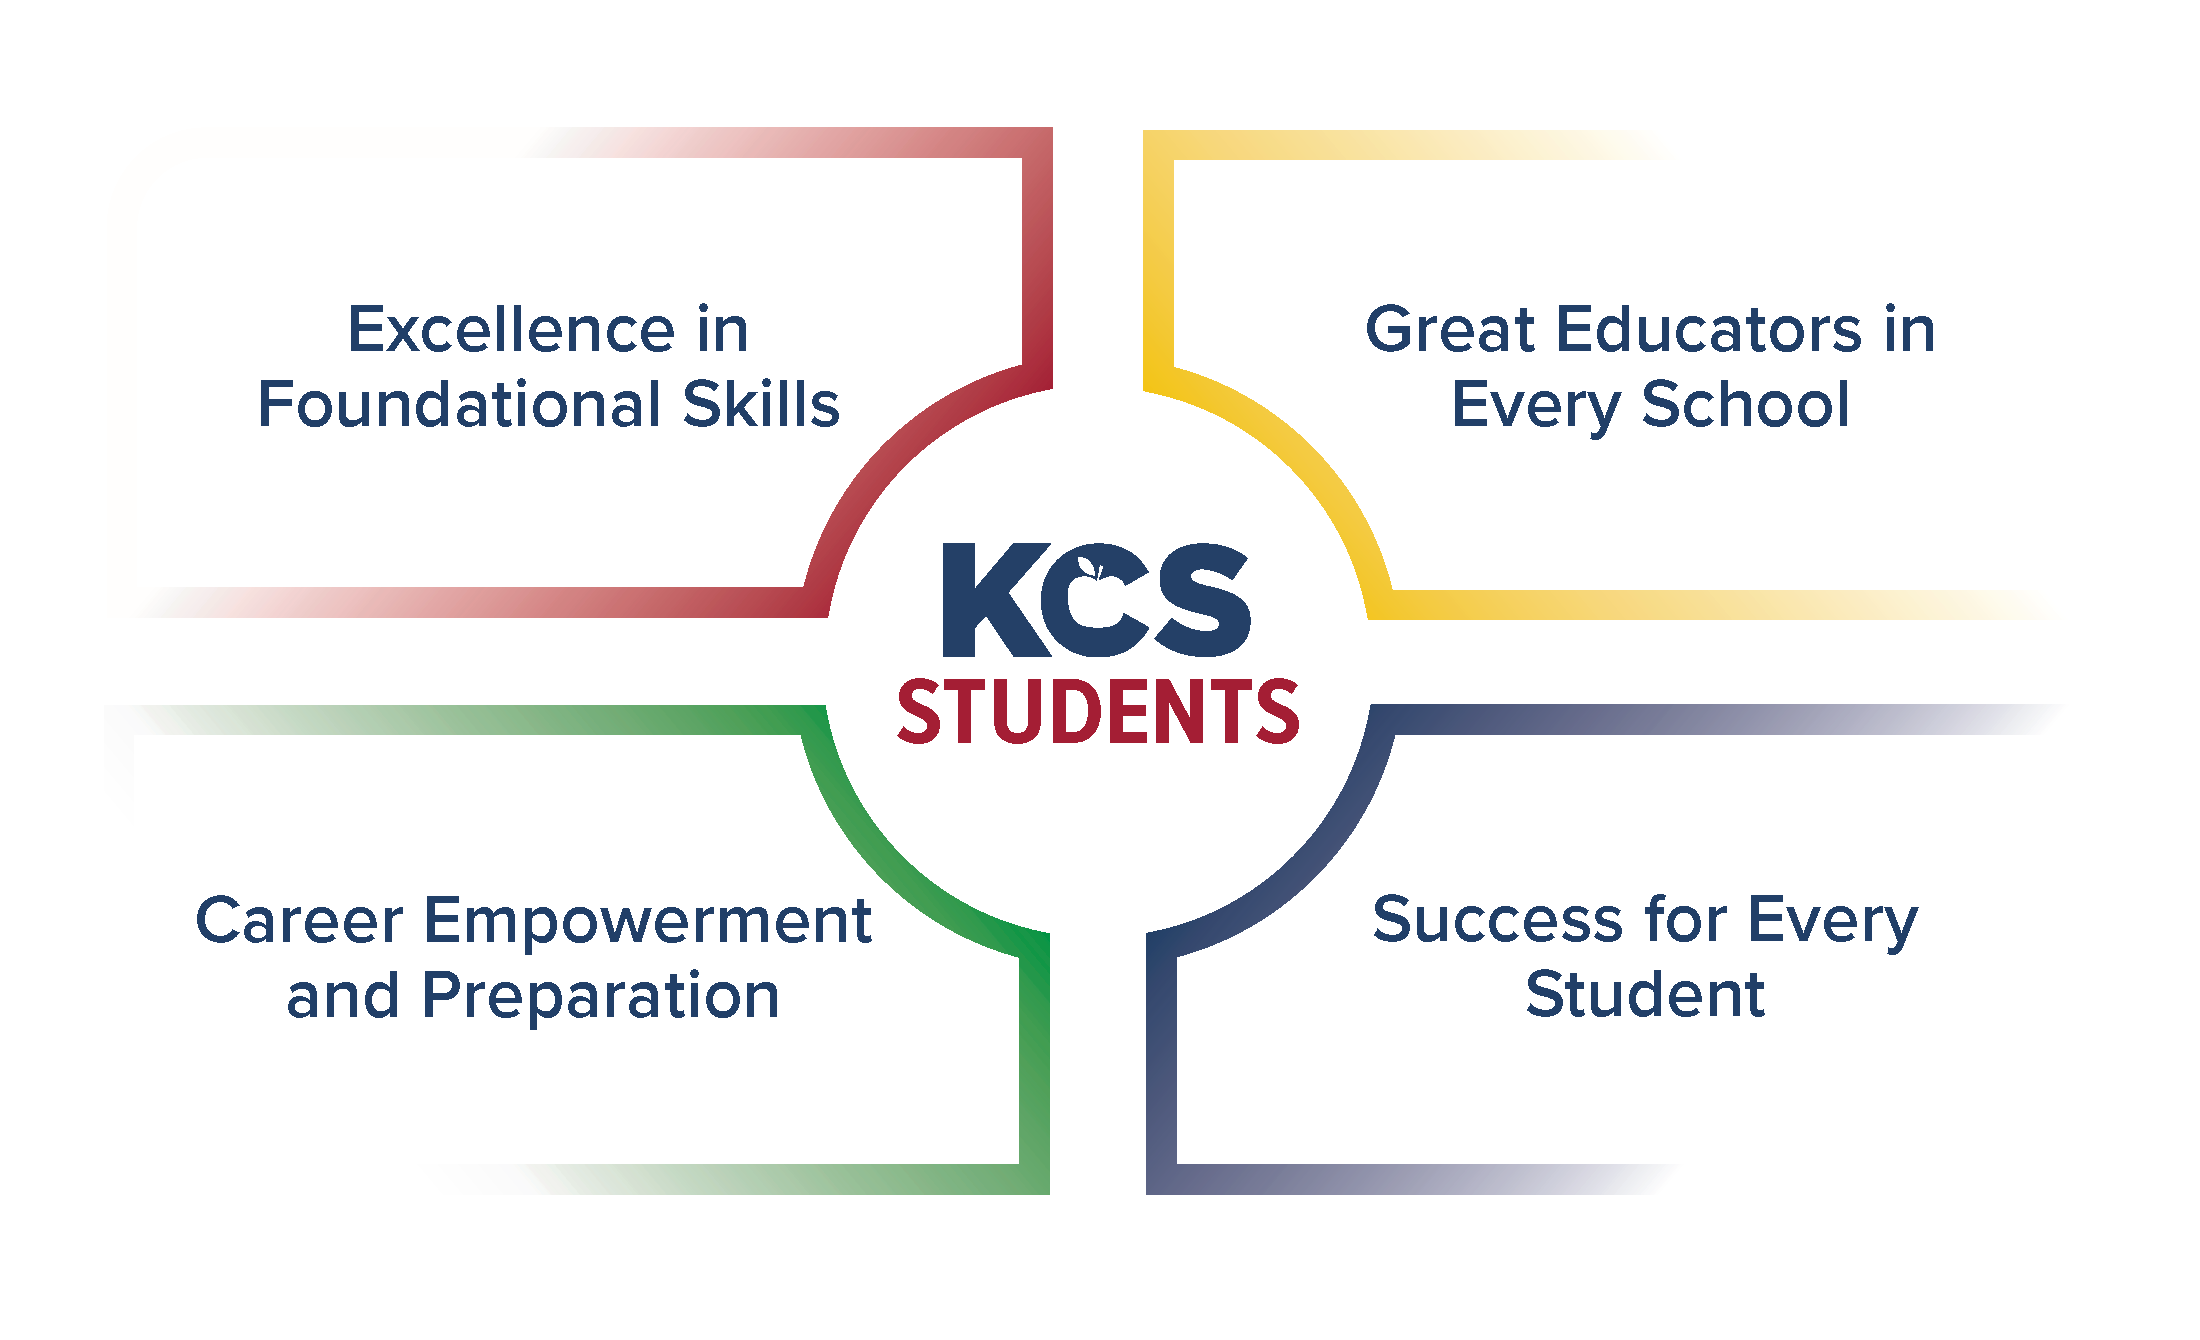 Excellence in
Foundational Skills
Great Educators in
Every School
KCS
STUDENTS
Career Empowerment
and Preparation
Success for Every
Student